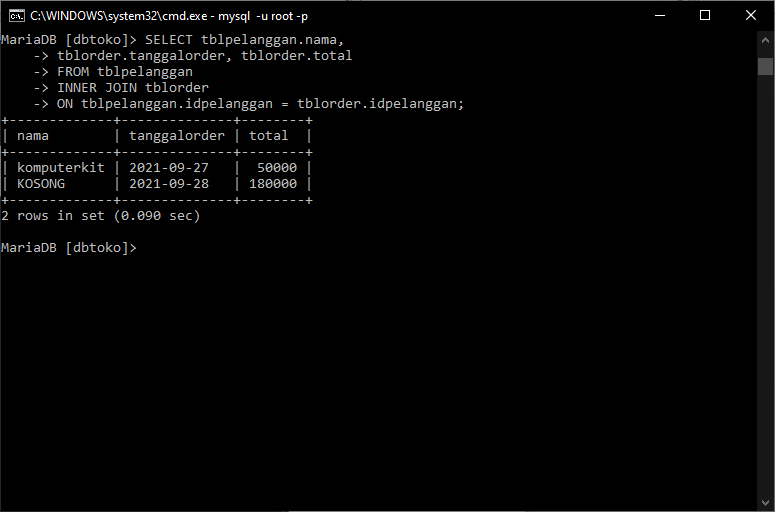 C:\WINDOWS\system32\cmd.exe - mysql  -u root -p
MariaDB [dbtoko]> SELECT tblpelanggan.nama,
    -> tblorder.tanggalorder, tblorder.total
    -> FROM tblpelanggan
    -> INNER JOIN tblorder
    -> ON tblpelanggan.idpelanggan = tblorder.idpelanggan;
+-------------+--------------+--------+
| nama        | tanggalorder | total  |
+-------------+--------------+--------+
| komputerkit | 2021-09-27   |  50000 |
| KOSONG      | 2021-09-28   | 180000 |
+-------------+--------------+--------+
2 rows in set (0.090 sec)
MariaDB [dbtoko]>